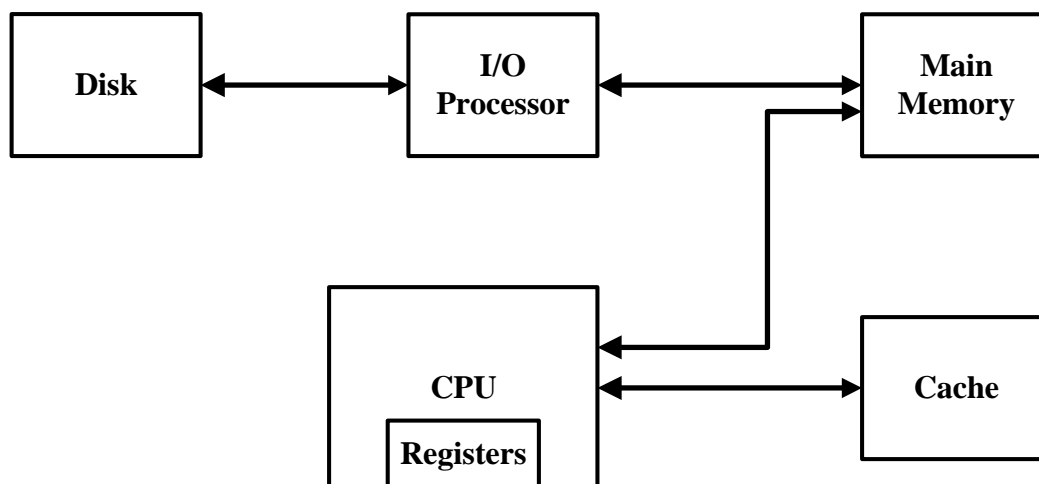 Disk
I/O
Processor
Main
Memory
CPU
Cache
Registers